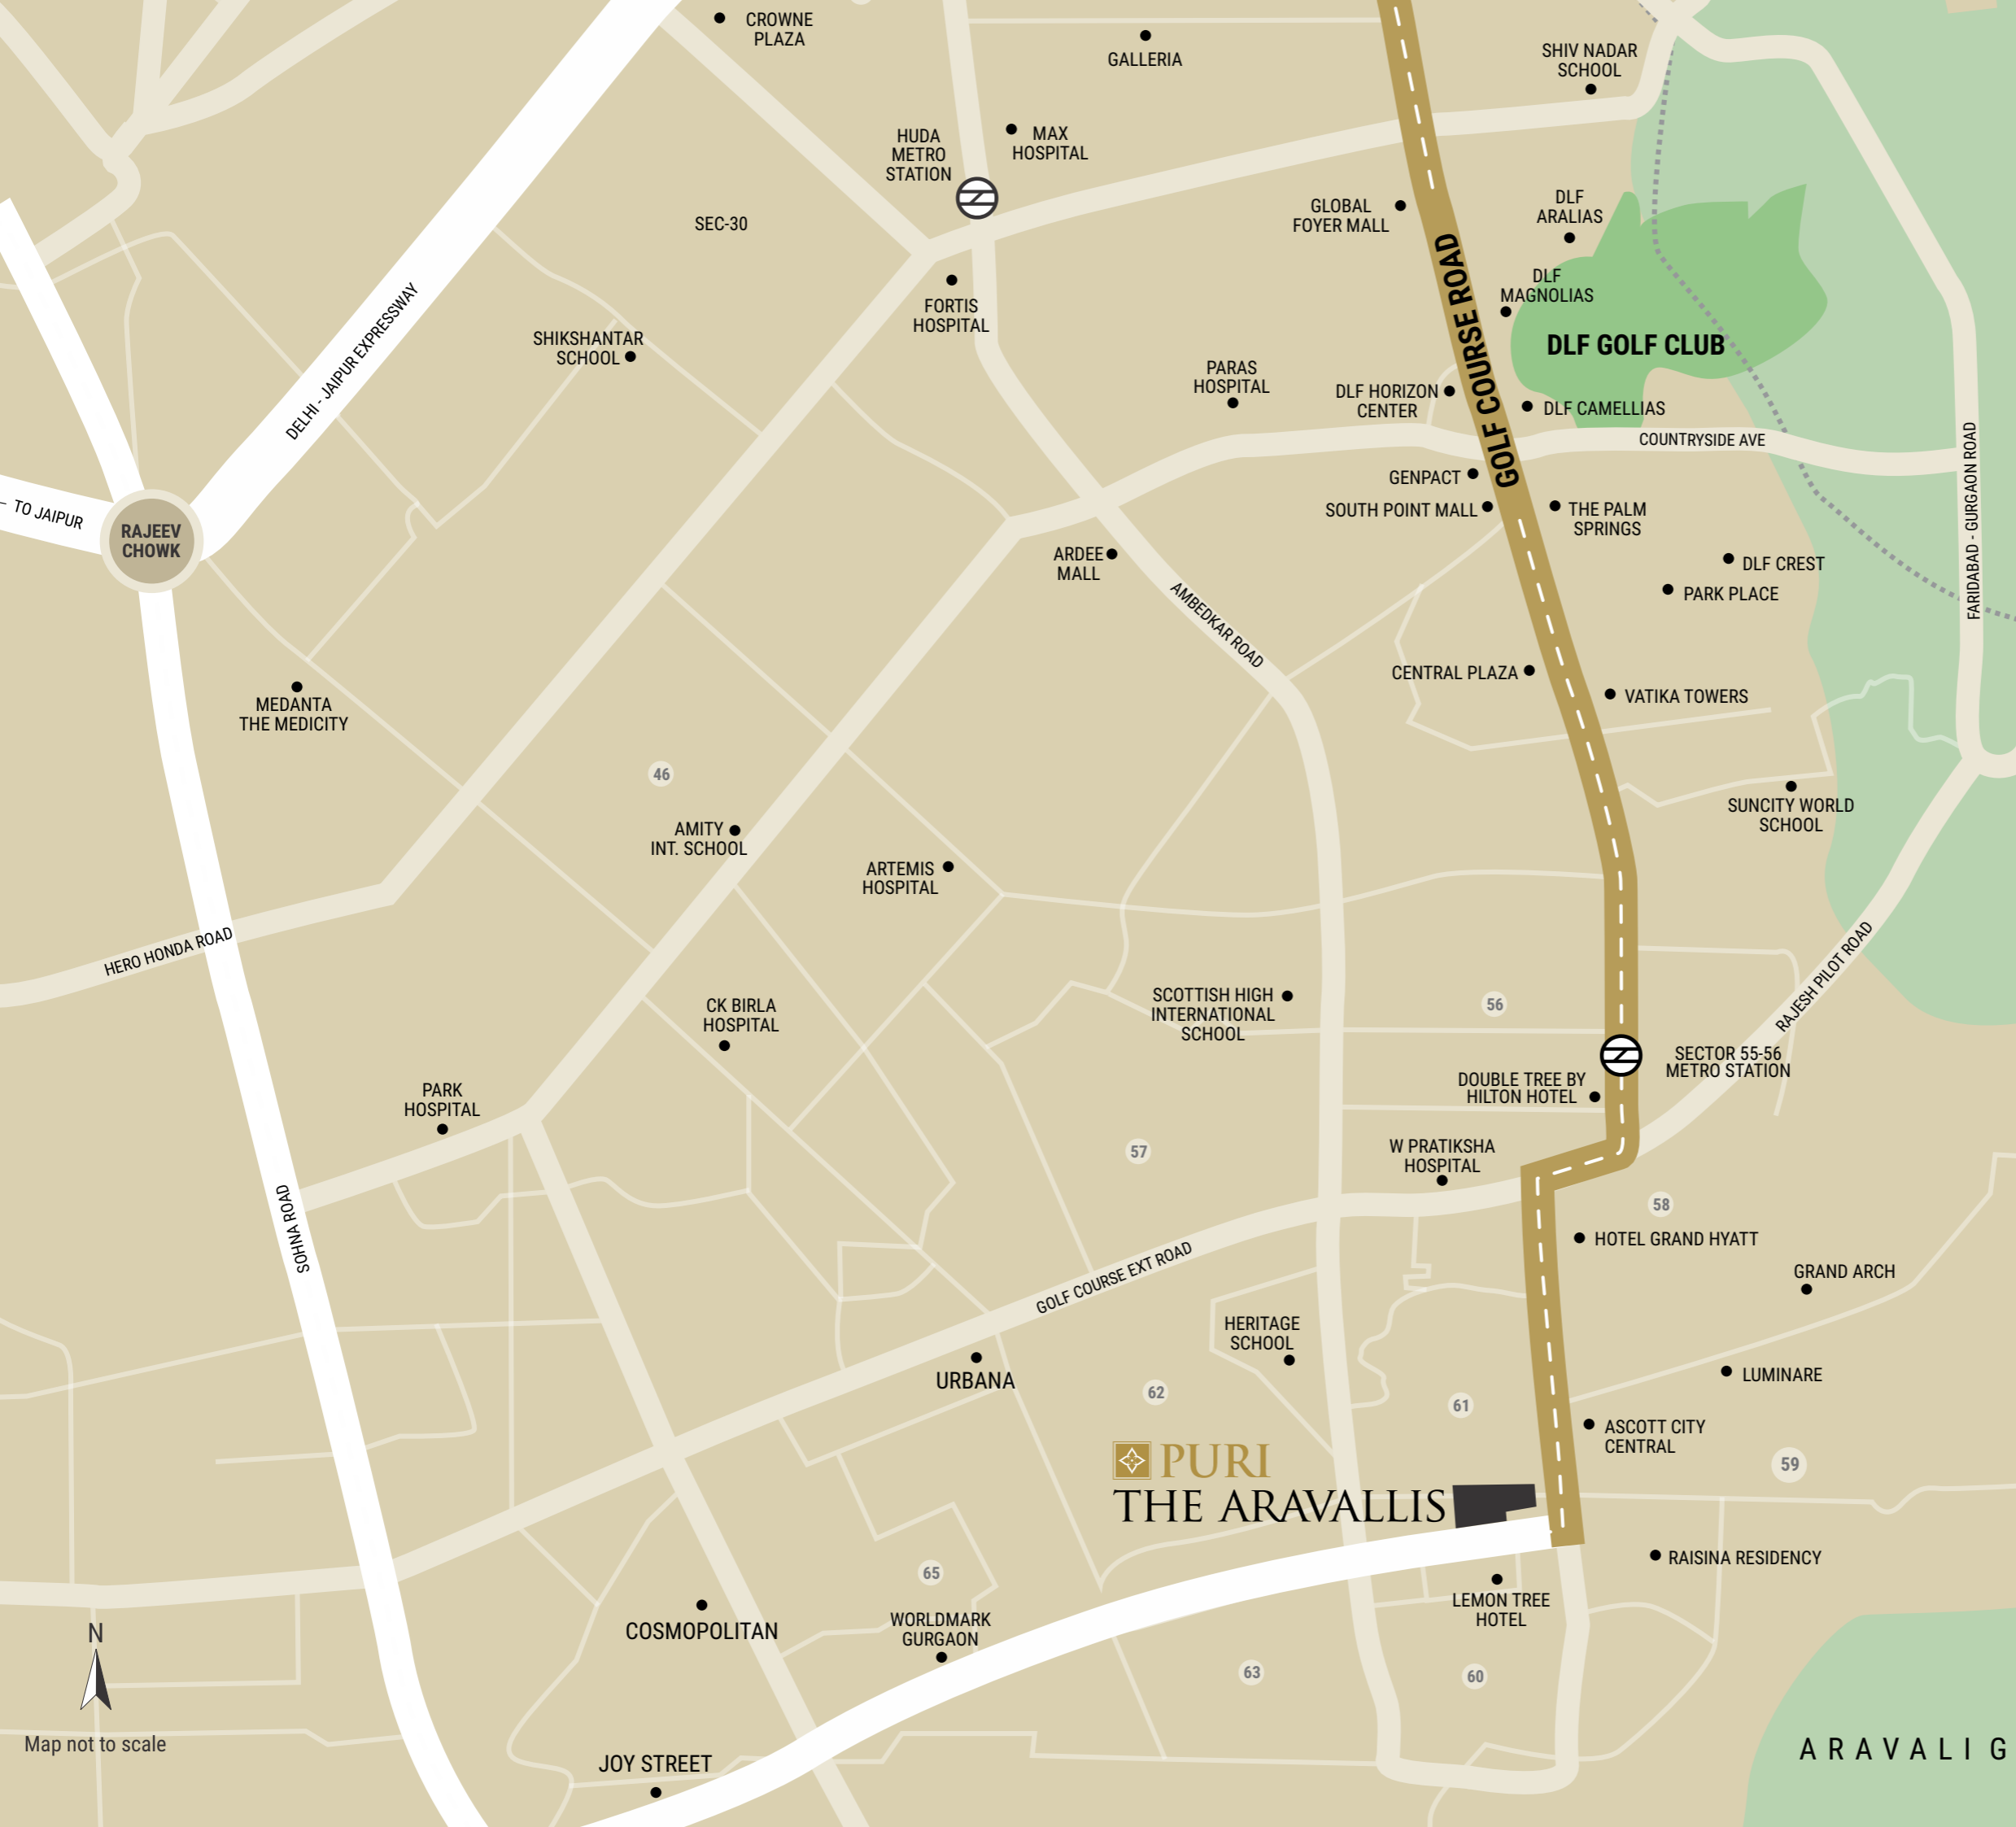 CROWNE
PLAZA
GALLERIA
SHIV NADAR
SCHOOL
HUDA
METRO
STATION
MAX
HOSPITAL
SEC-30
GLOBAL
FOYER MALL
DLF
ARALIAS
DLF
MAGNOLIAS
GOLF COURSE ROAD
DLF GOLF CLUB
FORTIS
HOSPITAL
DELHI - JAIPUR EXPRESSWAY
SHIKSHANTAR
SCHOOL
PARAS
HOSPITAL
DLF HORIZON
CENTER
DLF CAMELLIAS
COUNTRYSIDE AVE
FARIDABAD - GURGAON ROAD
GENPACT
SOUTH POINT MALL
THE PALM
SPRINGS
TO JAIPUR
RAJEEV
CHOWK
ARDEE
MALL
DLF CREST
PARK PLACE
AMBEDKAR ROAD
CENTRAL PLAZA
VATIKA TOWERS
MEDANTA
THE MEDICITY
46
AMITY
INT. SCHOOL
ARTEMIS
HOSPITAL
SUNCITY WORLD
SCHOOL
HERO HONDA ROAD
RAJESH PILOT ROAD
CK BIRLA
HOSPITAL
SCOTTISH HIGH
INTERNATIONAL
SCHOOL
56
SECTOR 55-56
METRO STATION
DOUBLE TREE BY
HILTON HOTEL
PARK
HOSPITAL
57
W PRATIKSHA
HOSPITAL
58
SOHNA ROAD
GOLF COURSE EXT ROAD
HOTEL GRAND HYATT
GRAND ARCH
HERITAGE
SCHOOL
URBANA
62
61
LUMINARE
ASCOTT CITY
CENTRAL
59
PURI
THE ARAVALLIS
RAISINA RESIDENCY
65
LEMON TREE
HOTEL
COSMOPOLITAN
WORLDMARK
GURGAON
63
60
N
Map not to scale
JOY STREET
ARAVALI G